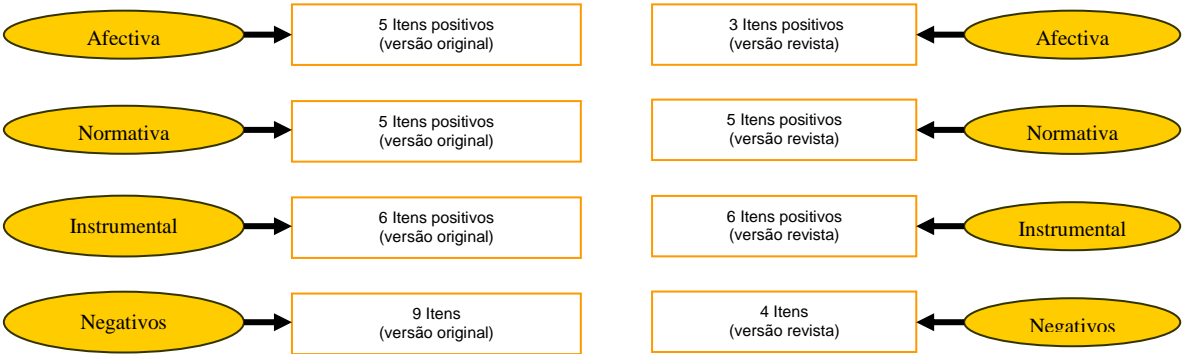 Afectiva
5 Itens positivos
(versão original)
3 Itens positivos
(versão revista)
Afectiva
Normativa
5 Itens positivos
(versão original)
5 Itens positivos
(versão revista)
Normativa
Instrumental
6 Itens positivos
(versão original)
6 Itens positivos
(versão revista)
Instrumental
Negativos
9 Itens
(versão original)
4 Itens
(versão revista)
Negativos